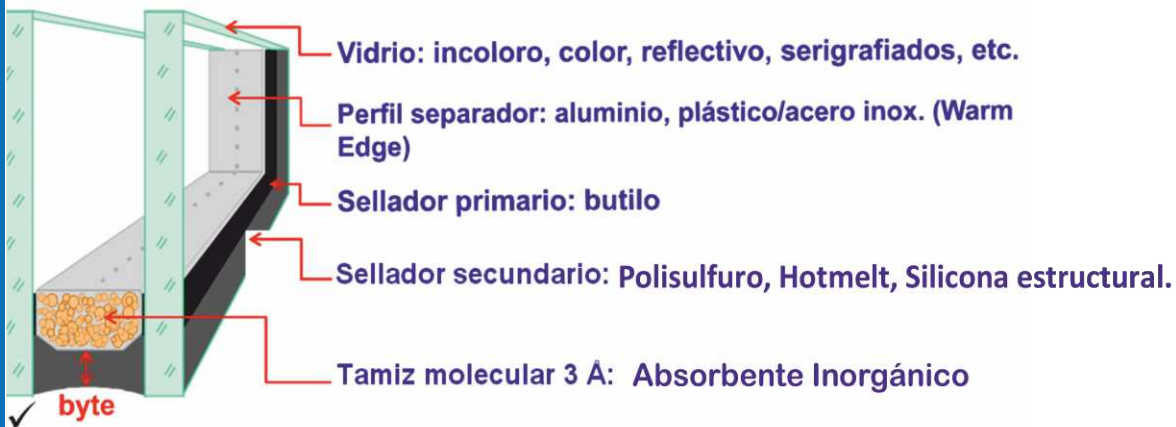 Vidrio: incoloro, color, reflectivo, serigrafiados, etc.
Perfil separador: aluminio, plástico/acero inox. (Warm
Edge)
Sellador primario: butilo
Sellador secundario: Polisulfuro, Hotmelt, Silicona estructural.
Tamiz molecular 3 Å: Absorbente Inorgánico
byte